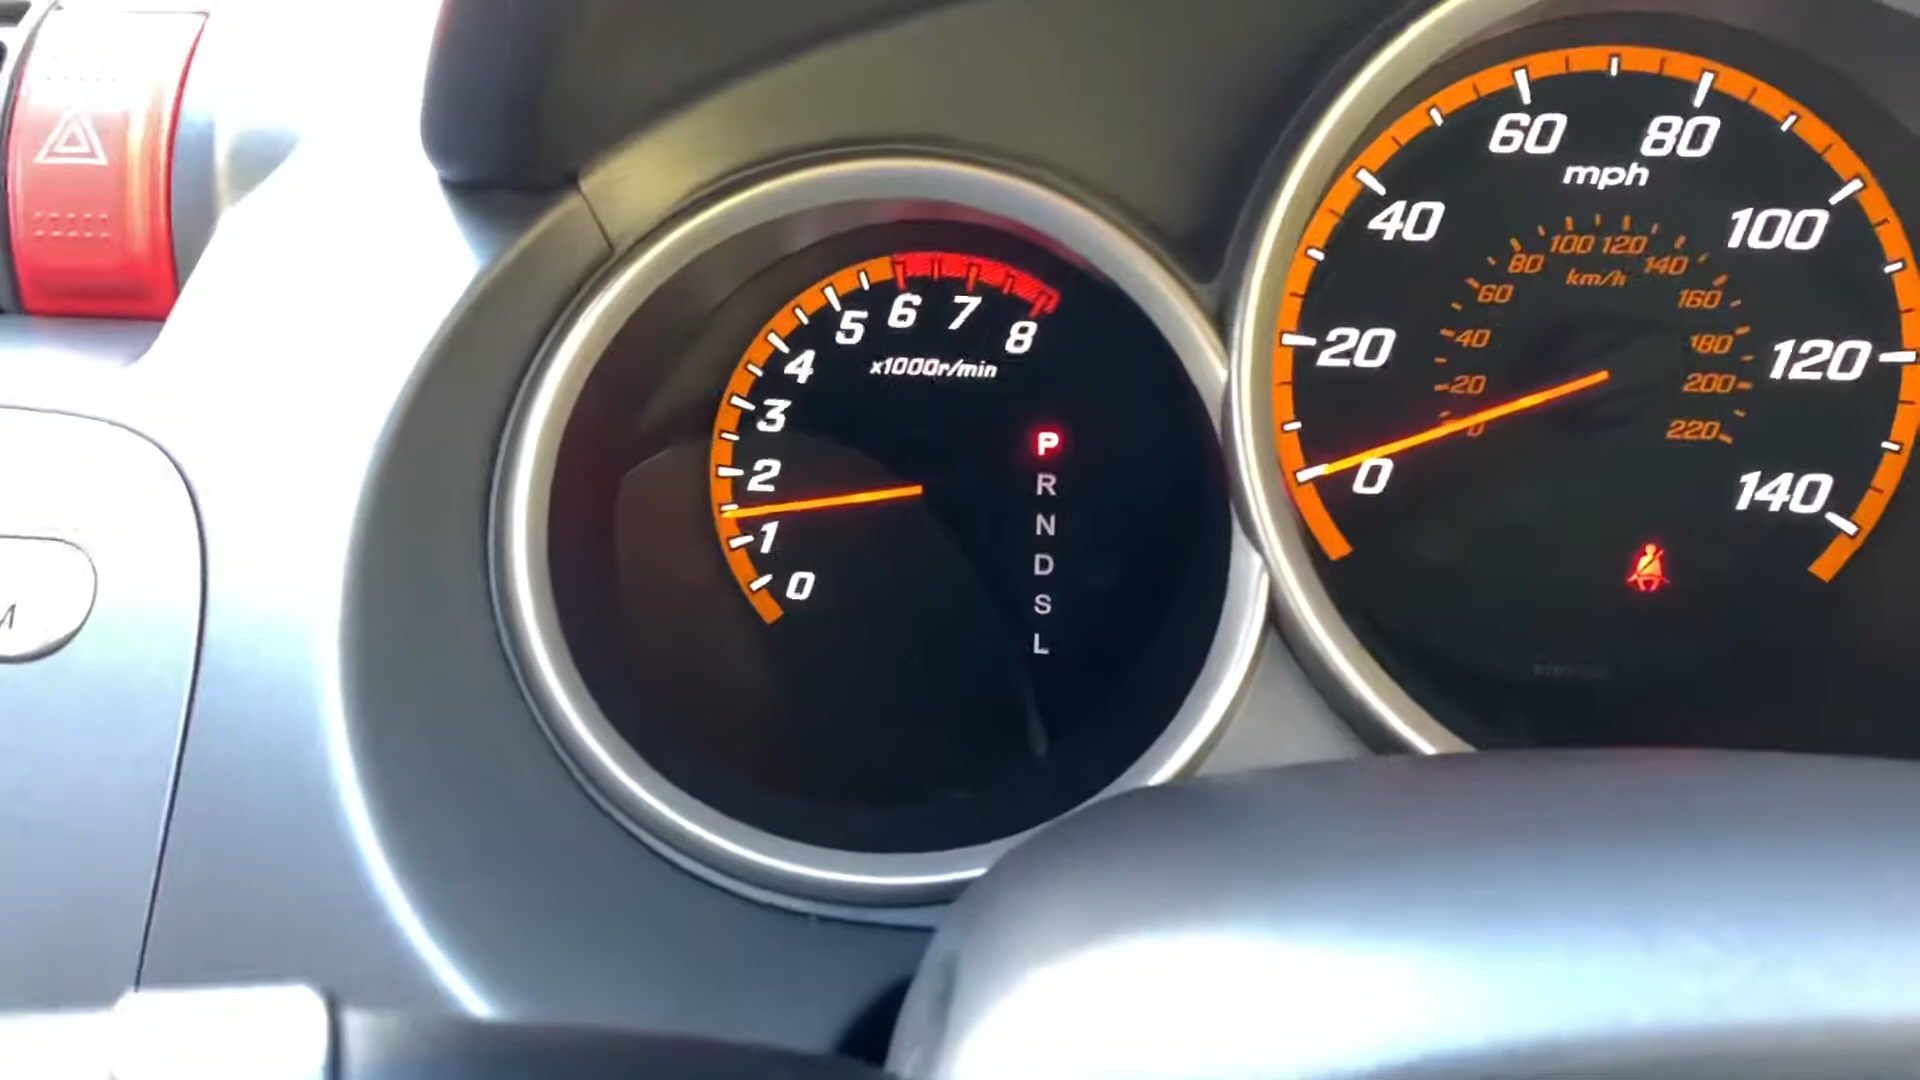 0 1 2 3 4 5 6 7 8
x1000r/min
P
R
N
D
S
L
0 20 40 60 80 100 120 140
mph
0 20 40 60 80 100 120 140 160 180 200 220
km/h